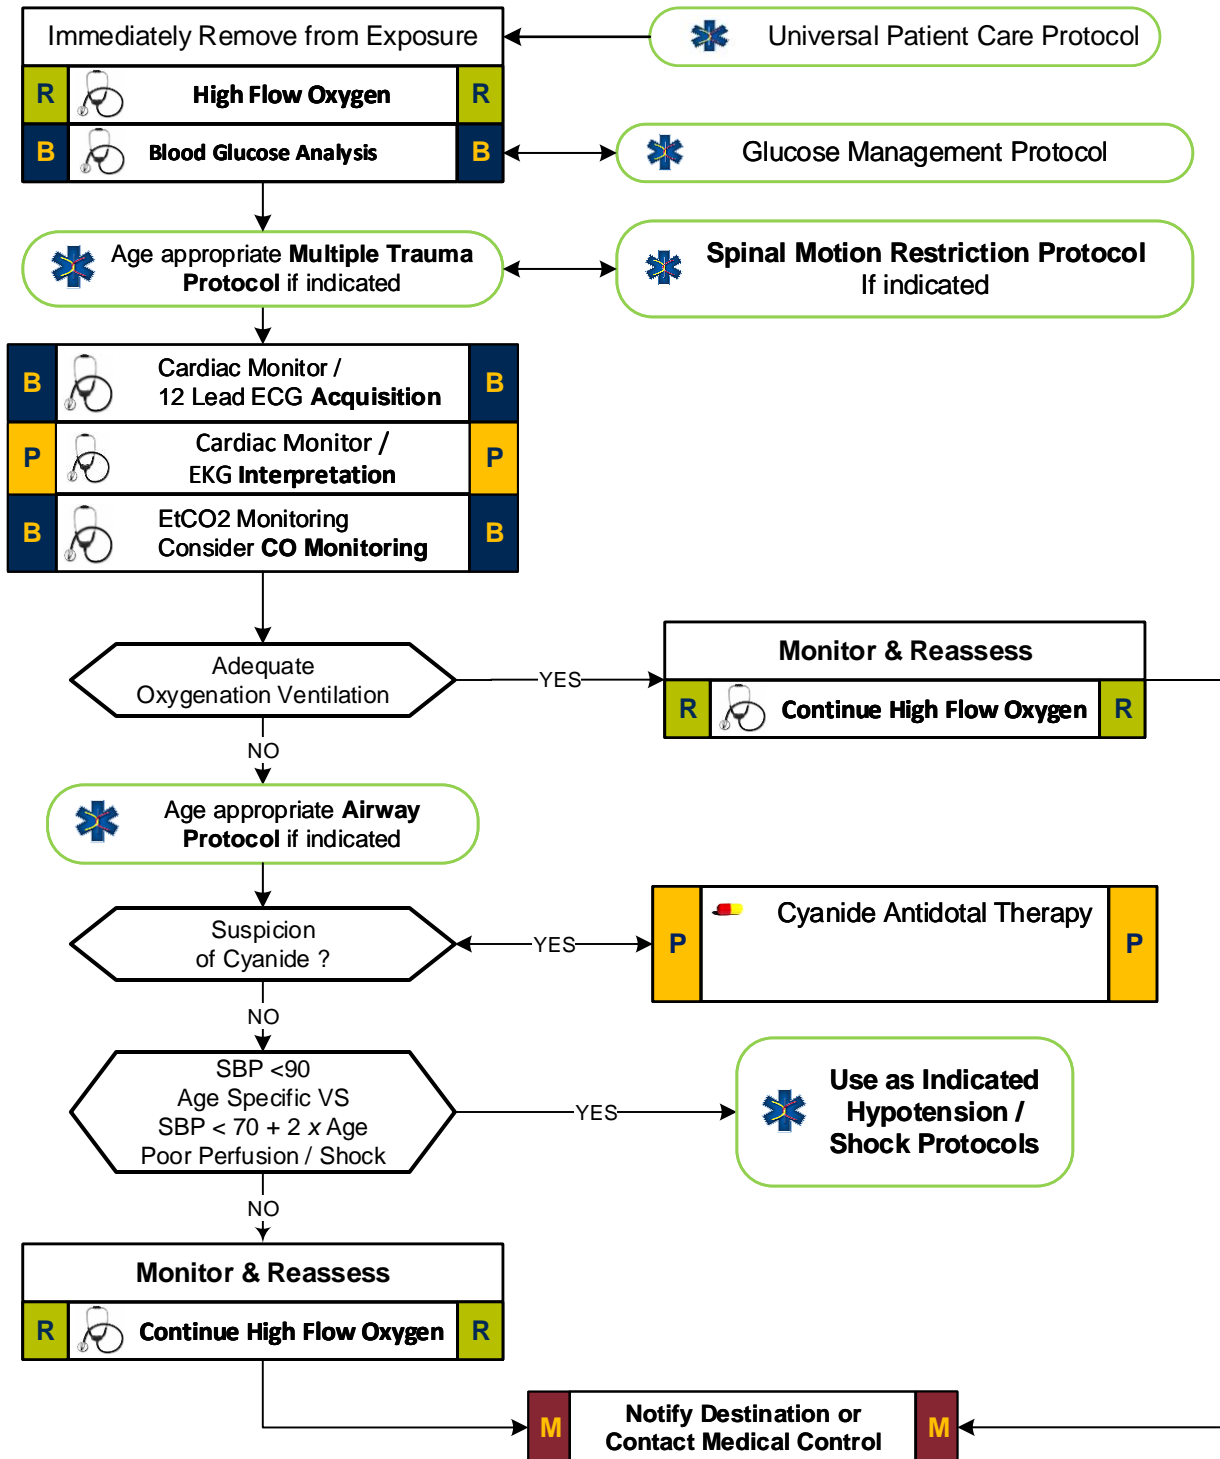 Immediately Remove from Exposure
Universal Patient Care Protocol
R High Flow Oxygen R
B Blood Glucose Analysis B
Glucose Management Protocol
Age appropriate Multiple Trauma
Protocol if indicated
Spinal Motion Restriction Protocol
If indicated
B Cardiac Monitor /
12 Lead ECG Acquisition B
P Cardiac Monitor /
EKG Interpretation P
B EtCO2 Monitoring
Consider CO Monitoring B
Adequate
Oxygenation Ventilation
YES
Monitor & Reassess
R Continue High Flow Oxygen R
NO
Age appropriate Airway
Protocol if indicated
Suspicion
of Cyanide ?
YES
P Cyanide Antidotal Therapy P
NO
SBP <90
Age Specific VS
SBP < 70 + 2 x Age
Poor Perfusion / Shock
YES
Use as Indicated
Hypotension /
Shock Protocols
NO
Monitor & Reassess
R Continue High Flow Oxygen R
M Notify Destination or
Contact Medical Control M